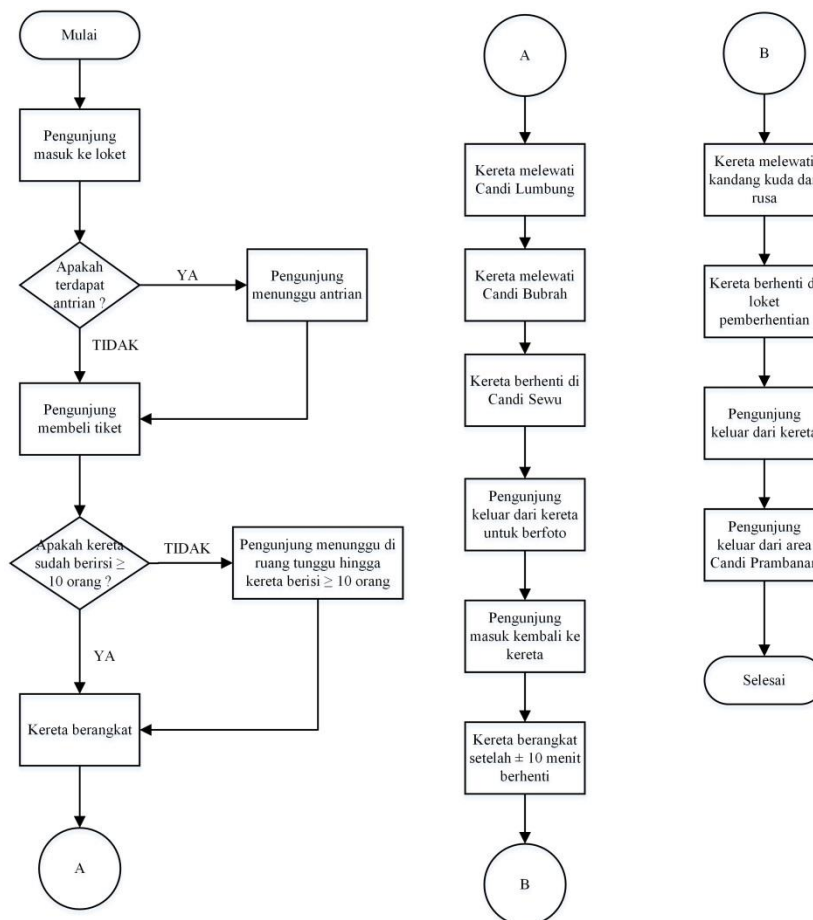 Mulai
Pengunjung
masuk ke loket
Apakah
terdapat
antrian ?
YA
Pengunjung
menunggu antrian
TIDAK
Pengunjung
membeli tiket
Apakah kereta
sudah berirsi ≥
10 orang ?
TIDAK
Pengunjung menunggu di
ruang tunggu hingga
kereta berisi ≥ 10 orang
YA
Kereta berangkat
A
A
Kereta melewati
Candi Lumbung
Kereta melewati
Candi Bubrah
Kereta berhenti di
Candi Sewu
Pengunjung
keluar dari kereta
untuk berfoto
Pengunjung
masuk kembali ke
kereta
Kereta berangkat
setelah ± 10 menit
berhenti
B
B
Kereta melewati
kandang kuda dan
rusa
Kereta berhenti di
loket
pemberhentian
Pengunjung
keluar dari kereta
Pengunjung
keluar dari area
Candi Prambanan
Selesai